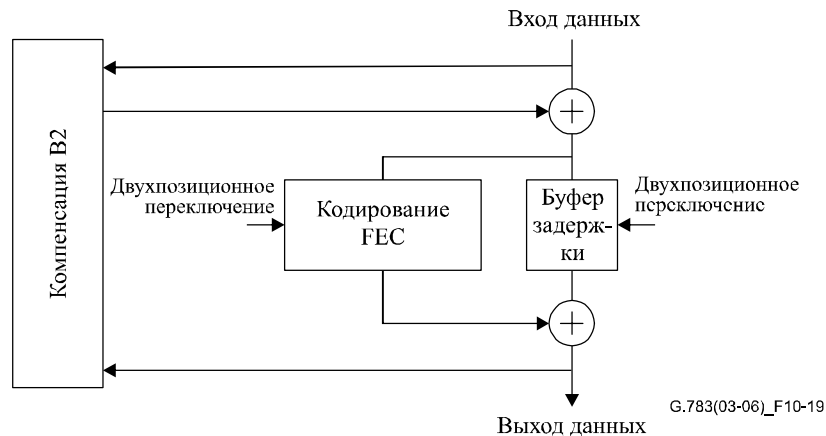 Вход данных
Компенсация B2
Двухпозиционное
переключение
Кодирование
FEC
Буфер
задерж-
ки
Двухпозиционное
переключение
Выход данных
G.783(03-06)_F10-19